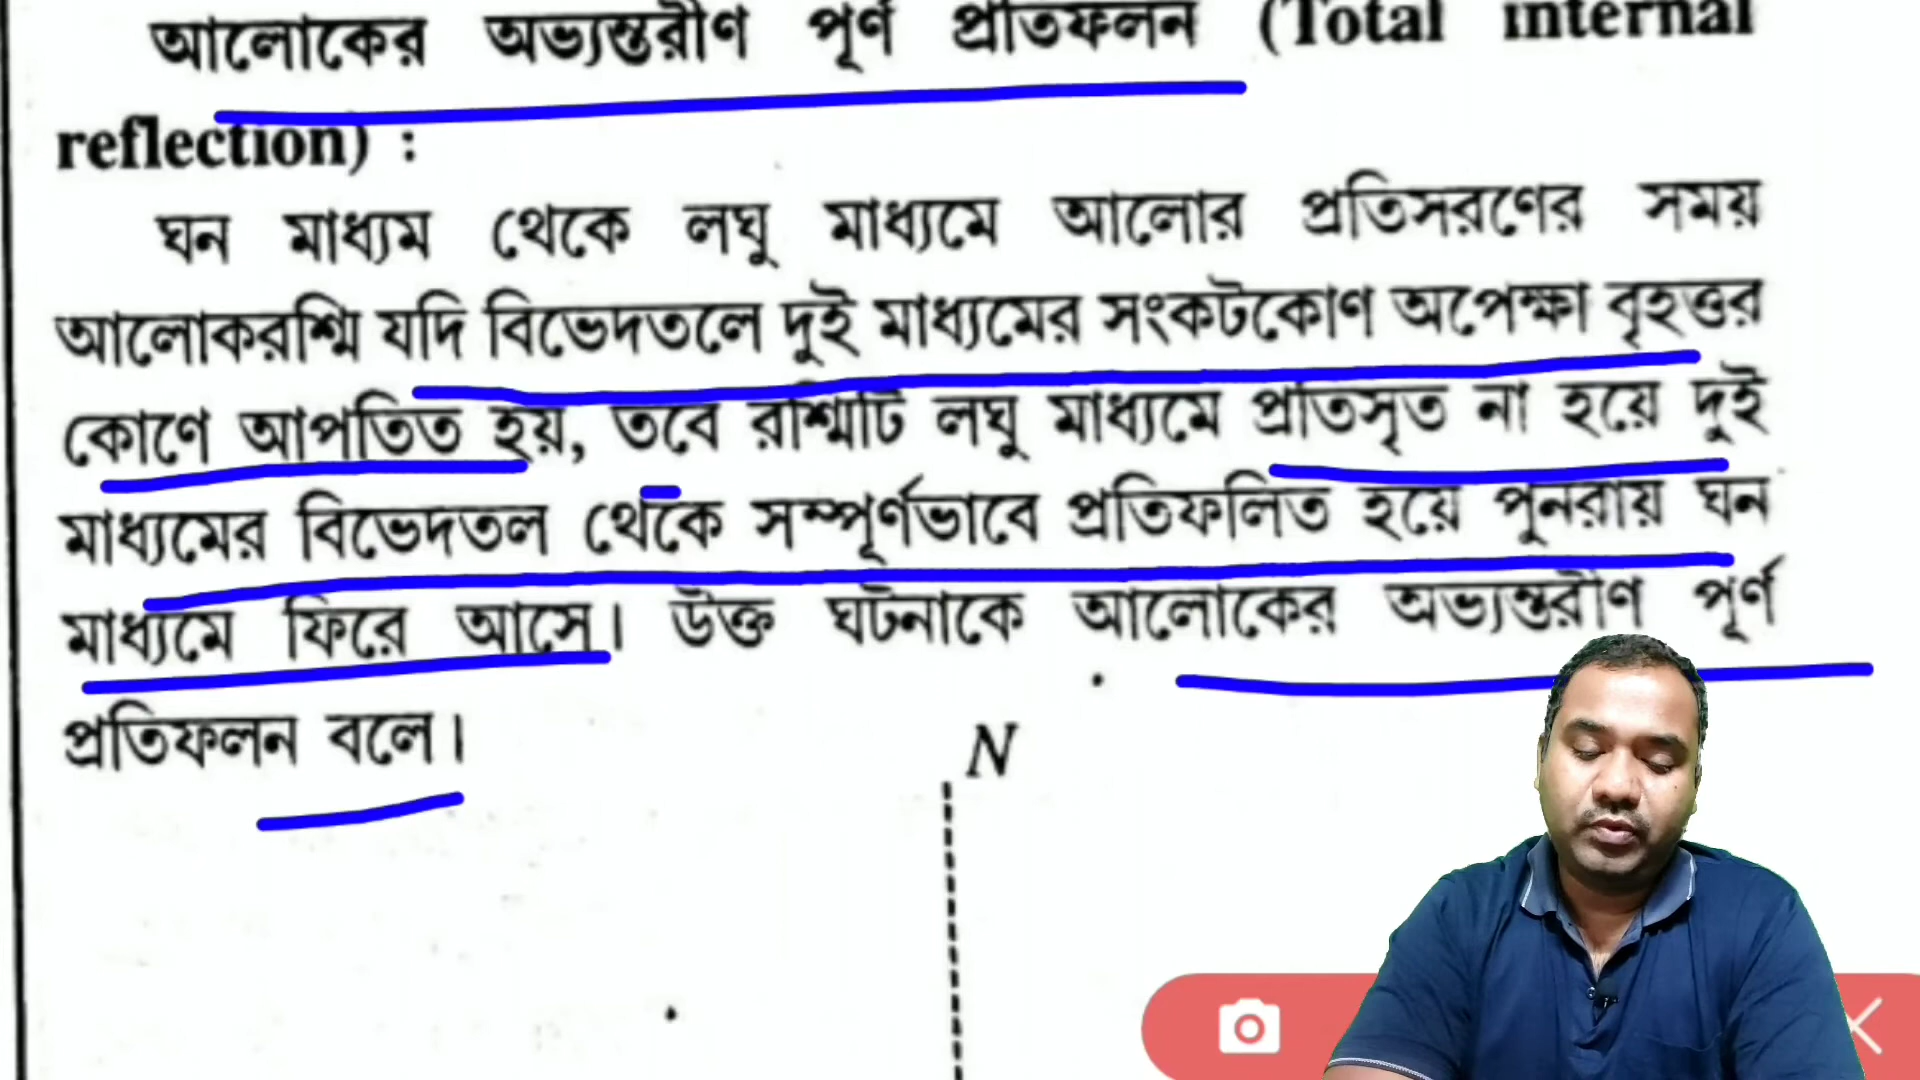 আলোকের অভ্যন্তরীণ পূর্ণ প্রতিফলন (Total internal
reflection) :
ঘন মাধ্যম থেকে লঘু মাধ্যমে আলোর প্রতিসরণের সময়
আলোকরশ্মি যদি বিভেদতলে দুই মাধ্যমের সংকটকোণ অপেক্ষা বৃহত্তর
কোণে আপতিত হয়, তবে রশ্মিটি লঘু মাধ্যমে প্রতিসৃত না হয়ে দুই
মাধ্যমের বিভেদতল থেকে সম্পূর্ণভাবে প্রতিফলিত হয়ে পুনরায় ঘন
মাধ্যমে ফিরে আসে। উক্ত ঘটনাকে আলোকের অভ্যন্তরীণ পূর্ণ
প্রতিফলন বলে।
N